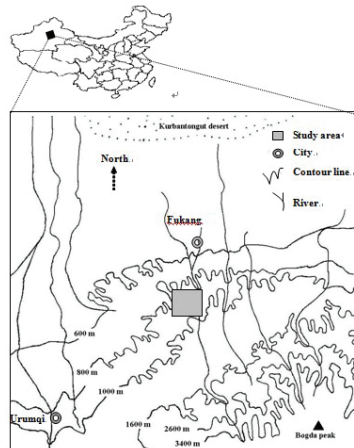 Kurbantongut desert
Study area
City
North
Contour line
River
Fukang
600 m
800 m
1000 m
Urumqi
1600 m
2600 m
3400 m
Bogda peak